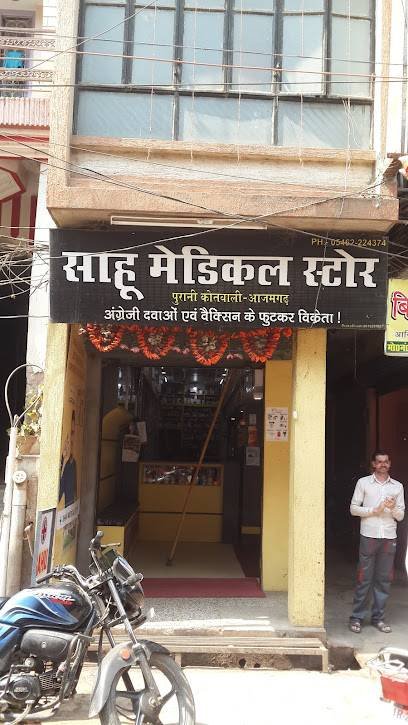 PH - 05462-224374
साहू मेडिकल स्टोर
पुरानी कोतवाली-आजमगढ़
अंग्रेजी दवाओं एवं वैक्सिन के फुटकर विक्रेता !